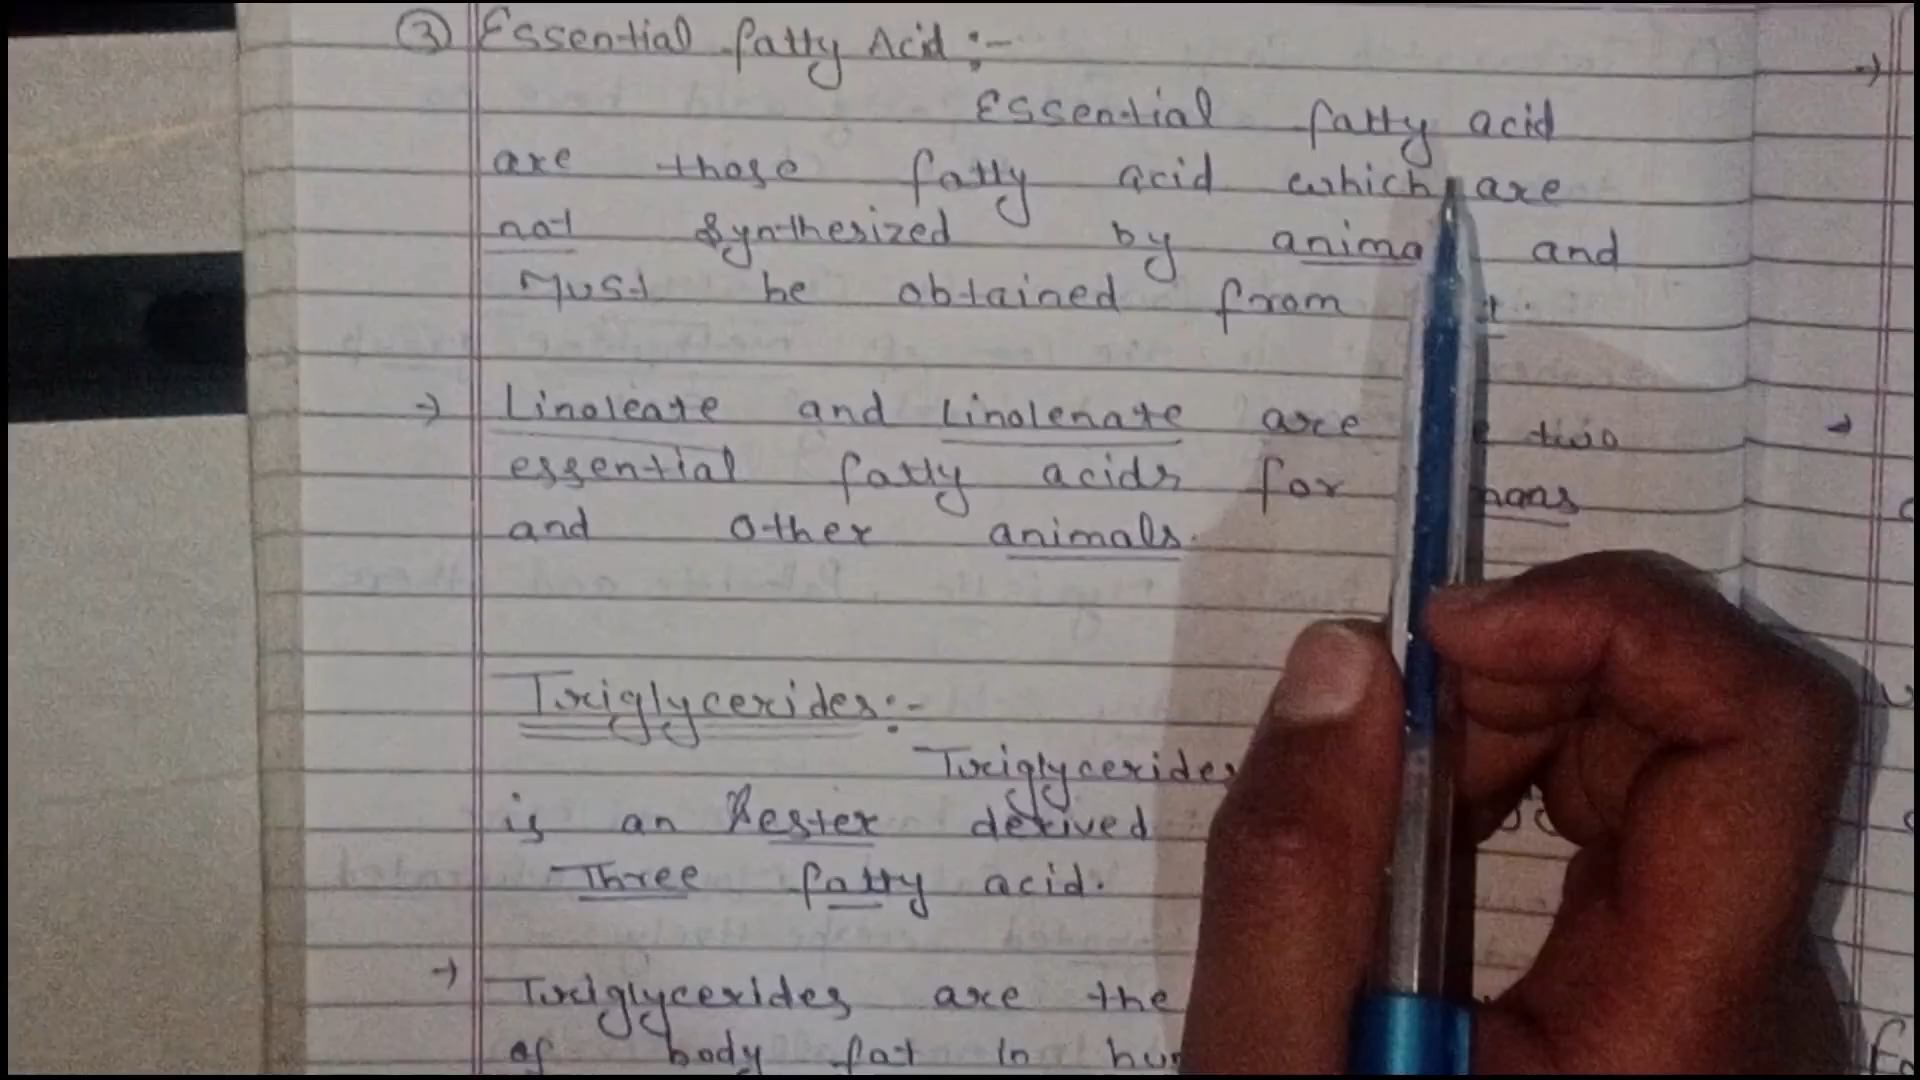 ③ Essential fatty Acid :-
Essential fatty acid
are those fatty acid which are
not synthesized by and
Must be obtained from
→ Linoleate and Linolenate are two
essential fatty acids for
and other animals.
Triglycerides:-
Triglycerides
is an ester derived
Three fatty acid.
→ Triglycerides are the
of body fat in